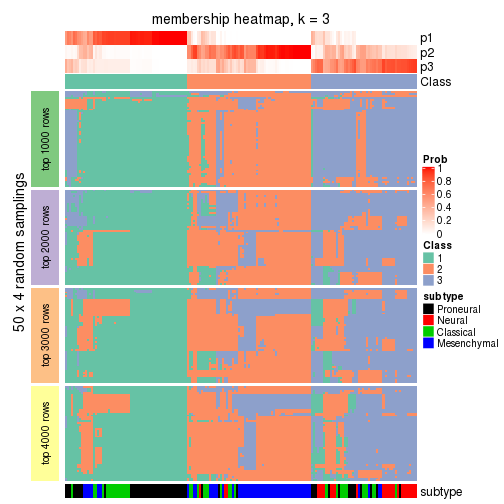 membership heatmap, k = 3
p1
p2
p3
Class
50 x 4 random samplings
top 1000 rows
top 2000 rows
top 3000 rows
top 4000 rows
Prob
1
0.8
0.6
0.4
0.2
0
Class
1
2
3
subtype
Proneural
Neural
Classical
Mesenchymal
subtype